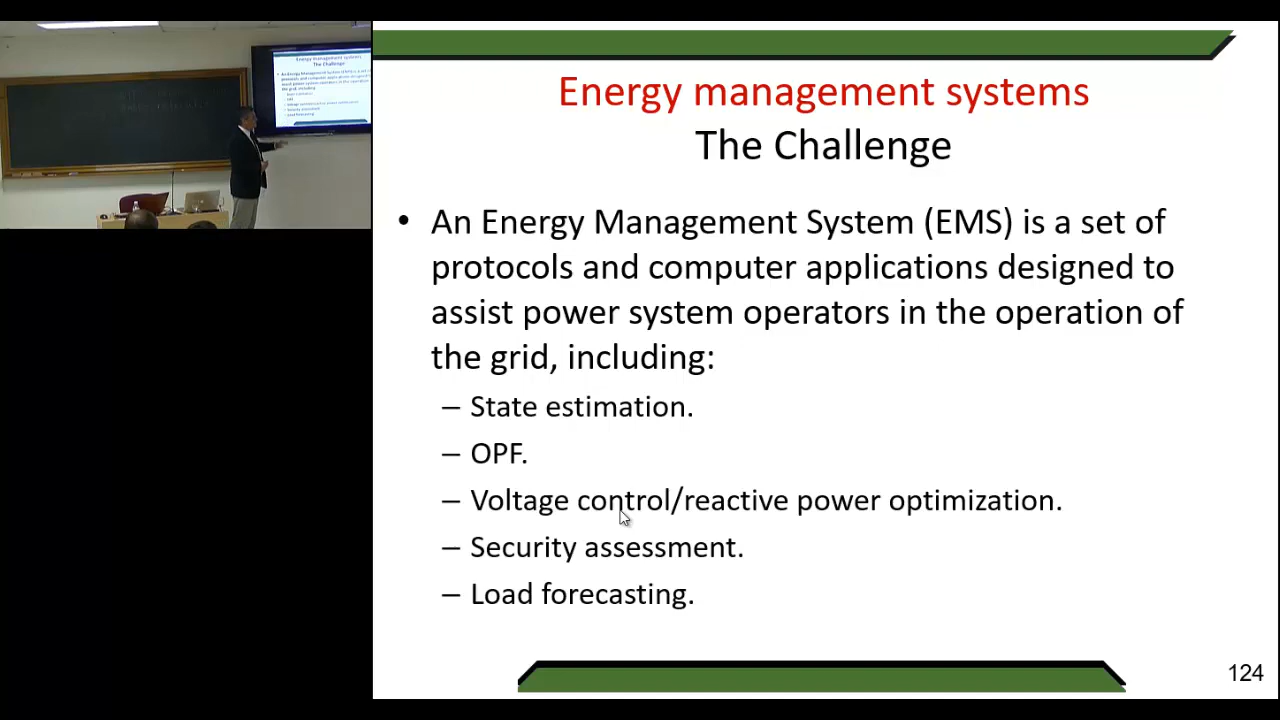 Energy management systems
The Challenge
• An Energy Management System (EMS) is a set of
protocols and computer applications designed to
assist power system operators in the operation of
the grid, including:
– State estimation.
– OPF.
– Voltage control/reactive power optimization.
– Security assessment.
– Load forecasting.
124